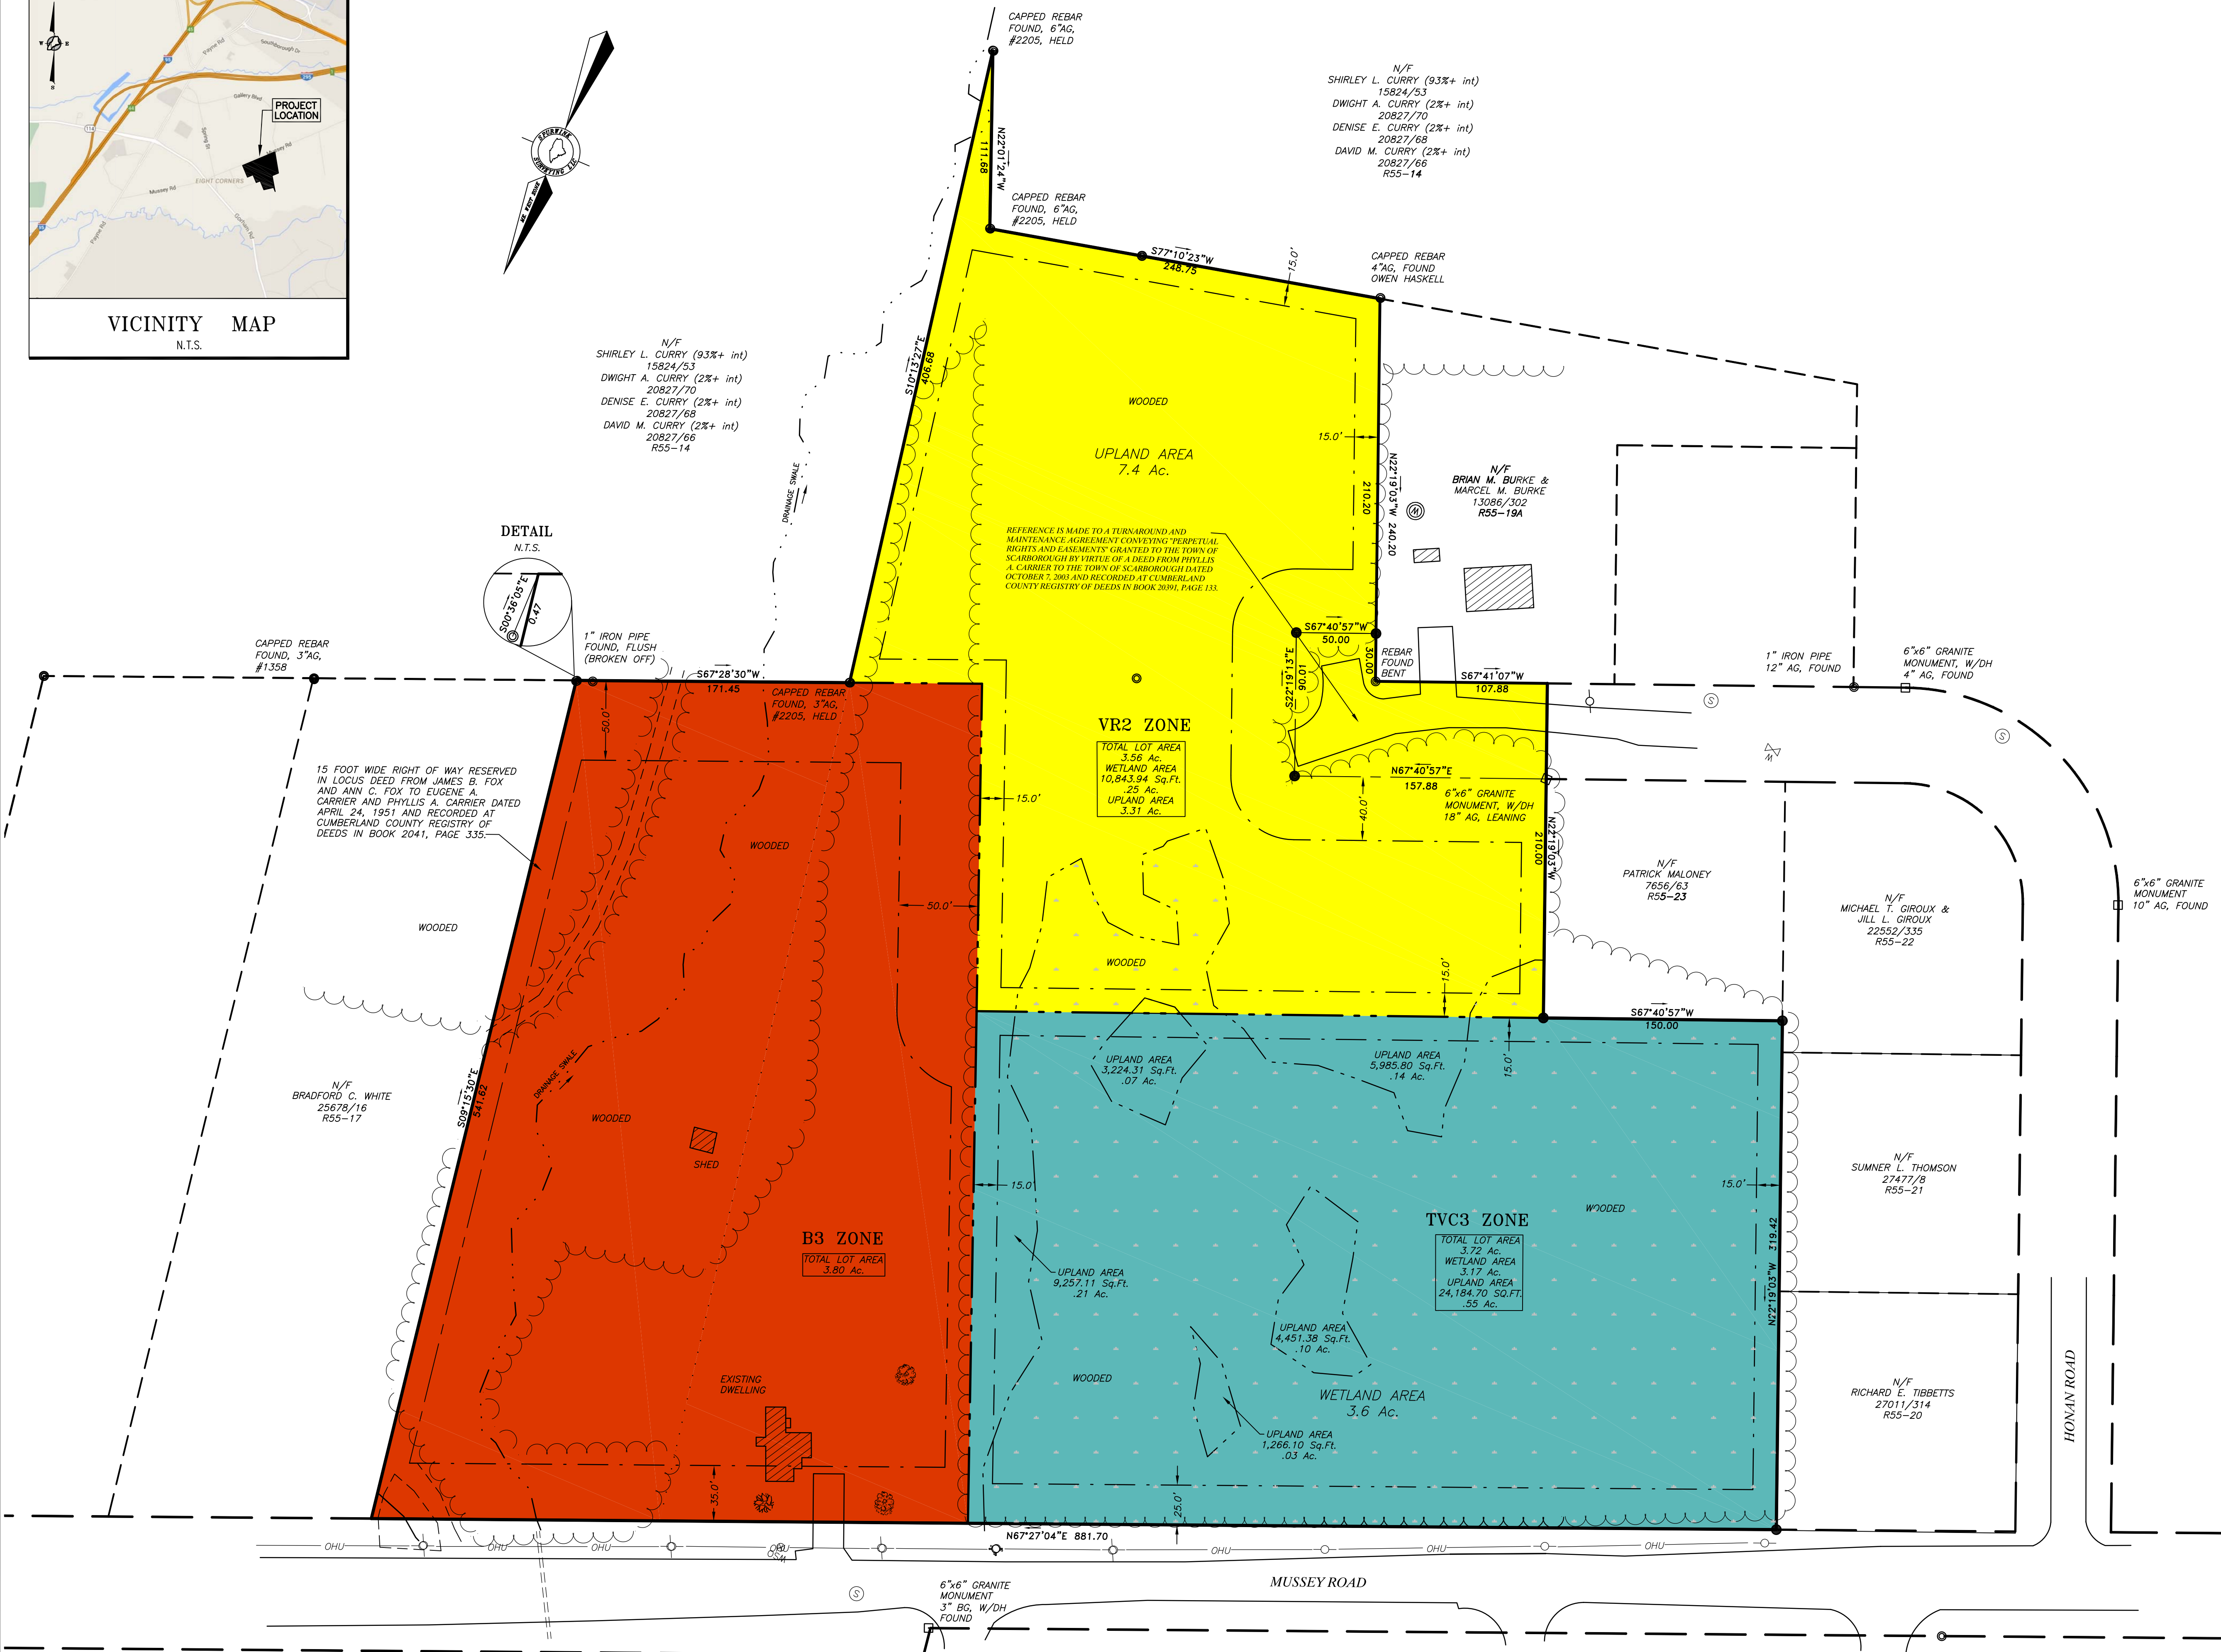 Payne Rd
Southborough Dr
Gallery Blvd
114
Spring St
PROJECT
LOCATION
Mussey Rd
EIGHT CORNERS
Mussey Rd
Gorham Rd
Payne Rd
W
E
S
VICINITY MAP
N.T.S.
SPURWINK
SURVEYING LLC
ME WEST ZONE
CAPPED REBAR
FOUND, 6"AG,
#2205, HELD
N22°01'24"W
111.68
CAPPED REBAR
FOUND, 6"AG,
#2205, HELD
S77°10'23"W
248.75
15.0'
N/F
SHIRLEY L. CURRY (93%+ int)
15824/53
DWIGHT A. CURRY (2%+ int)
20827/70
DENISE E. CURRY (2%+ int)
20827/68
DAVID M. CURRY (2%+ int)
20827/66
R55-14
CAPPED REBAR
4"AG, FOUND
OWEN HASKELL
N/F
SHIRLEY L. CURRY (93%+ int)
15824/53
DWIGHT A. CURRY (2%+ int)
20827/70
DENISE E. CURRY (2%+ int)
20827/68
DAVID M. CURRY (2%+ int)
20827/66
R55-14
S10°13'27"E
406.68
WOODED
15.0'
UPLAND AREA
7.4 Ac.
DRAINAGE SWALE
N22°19'03"W 240.20
210.20
N/F
BRIAN M. BURKE &
MARCEL M. BURKE
13086/302
R55-19A
W
REFERENCE IS MADE TO A TURNAROUND AND
MAINTENANCE AGREEMENT CONVEYING "PERPETUAL
RIGHTS AND EASEMENTS" GRANTED TO THE TOWN OF
SCARBOROUGH BY VIRTUE OF A DEED FROM PHYLLIS
A. CARRIER TO THE TOWN OF SCARBOROUGH DATED
OCTOBER 7, 2003 AND RECORDED AT CUMBERLAND
COUNTY REGISTRY OF DEEDS IN BOOK 20391, PAGE 133.
DETAIL
N.T.S.
S00°36'05"E
0.47
1" IRON PIPE
FOUND, FLUSH
(BROKEN OFF)
CAPPED REBAR
FOUND, 3"AG,
#1358
S67°28'30"W
171.45
CAPPED REBAR
FOUND, 3"AG,
#2205, HELD
50.0'
S67°40'57"W
50.00
30.00
REBAR
FOUND
BENT
S22°19'13"E
90.01
S67°41'07"W
107.88
1" IRON PIPE
12" AG, FOUND
6"x6" GRANITE
MONUMENT, W/DH
4" AG, FOUND
S
S
W
VR2 ZONE
TOTAL LOT AREA
3.56 Ac.
WETLAND AREA
10,843.94 Sq.Ft.
.25 Ac.
UPLAND AREA
3.31 Ac.
N67°40'57"E
157.88
40.0'
6"x6" GRANITE
MONUMENT, W/DH
18" AG, LEANING
N22°19'03"W
210.00
15 FOOT WIDE RIGHT OF WAY RESERVED
IN LOCUS DEED FROM JAMES B. FOX
AND ANN C. FOX TO EUGENE A.
CARRIER AND PHYLLIS A. CARRIER DATED
APRIL 24, 1951 AND RECORDED AT
CUMBERLAND COUNTY REGISTRY OF
DEEDS IN BOOK 2041, PAGE 335.
WOODED
15.0'
50.0'
WOODED
WOODED
15.0'
N/F
PATRICK MALONEY
7656/63
R55-23
N/F
MICHAEL T. GIROUX &
JILL L. GIROUX
22552/335
R55-22
6"x6" GRANITE
MONUMENT
10" AG, FOUND
S67°40'57"W
150.00
15.0'
UPLAND AREA
3,224.31 Sq.Ft.
.07 Ac.
UPLAND AREA
5,985.80 Sq.Ft.
.14 Ac.
N/F
BRADFORD C. WHITE
25678/16
R55-17
S09°15'30"E
541.62
DRAINAGE SWALE
WOODED
SHED
15.0'
15.0'
WOODED
N/F
SUMNER L. THOMSON
27477/8
R55-21
B3 ZONE
TOTAL LOT AREA
3.80 Ac.
UPLAND AREA
9,257.11 Sq.Ft.
.21 Ac.
TVC3 ZONE
TOTAL LOT AREA
3.72 Ac.
WETLAND AREA
3.17 Ac.
UPLAND AREA
24,184.70 SQ.FT.
.55 Ac.
N22°19'03"W 319.42
UPLAND AREA
4,451.38 Sq.Ft.
.10 Ac.
EXISTING
DWELLING
WOODED
WETLAND AREA
3.6 Ac.
UPLAND AREA
1,266.10 Sq.Ft.
.03 Ac.
N/F
RICHARD E. TIBBETTS
27011/314
R55-20
HONAN ROAD
35.0'
25.0'
N67°27'04"E 881.70
OHU
OHU
OHU
OHU
OHU
OHU
OHU
MUSSEY ROAD
S
6"x6" GRANITE
MONUMENT
3" BG, W/DH
FOUND